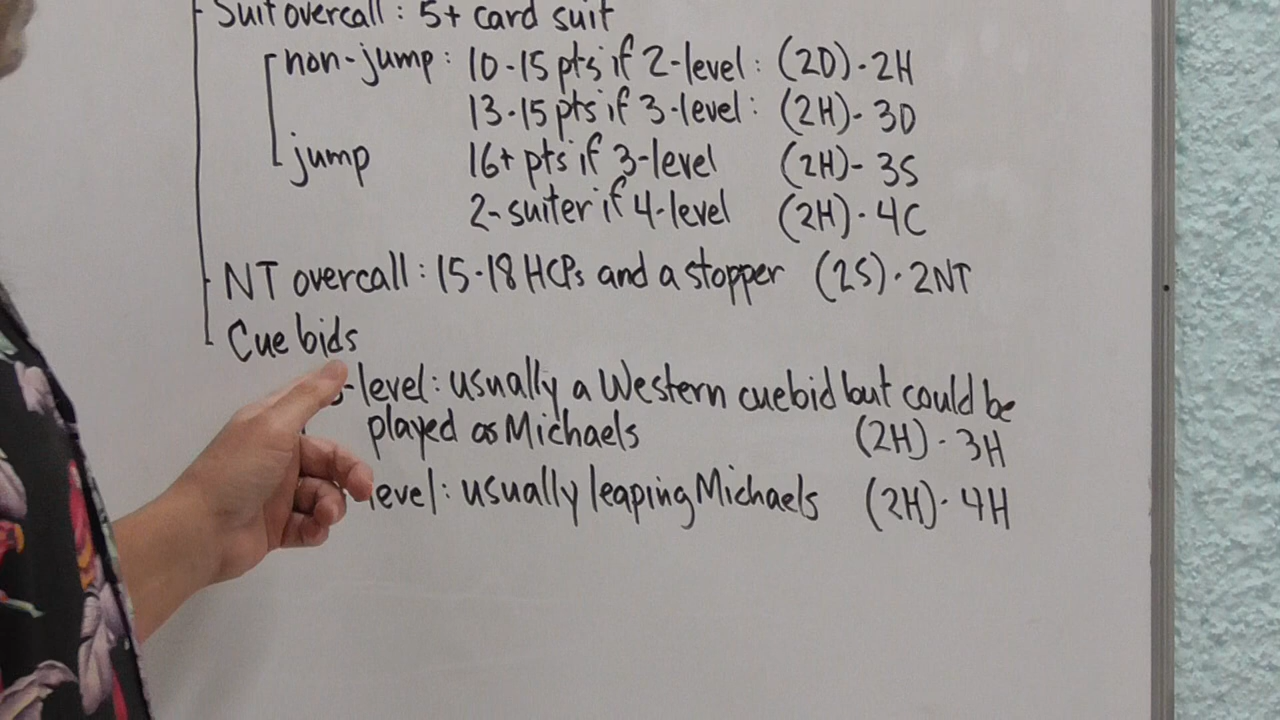 Suit overcall : 5+ card suit
non-jump : 10-15 pts if 2-level : (2D) - 2H
13-15 pts if 3-level : (2H) - 3D
jump 16+ pts if 3-level (2H) - 3S
2-suiter if 4-level (2H) - 4C
NT overcall : 15-18 HCPs and a stopper (2S) - 2NT
Cue bids
-level : usually a Western cuebid but could be
played as Michaels (2H) - 3H
level : usually leaping Michaels (2H) - 4H